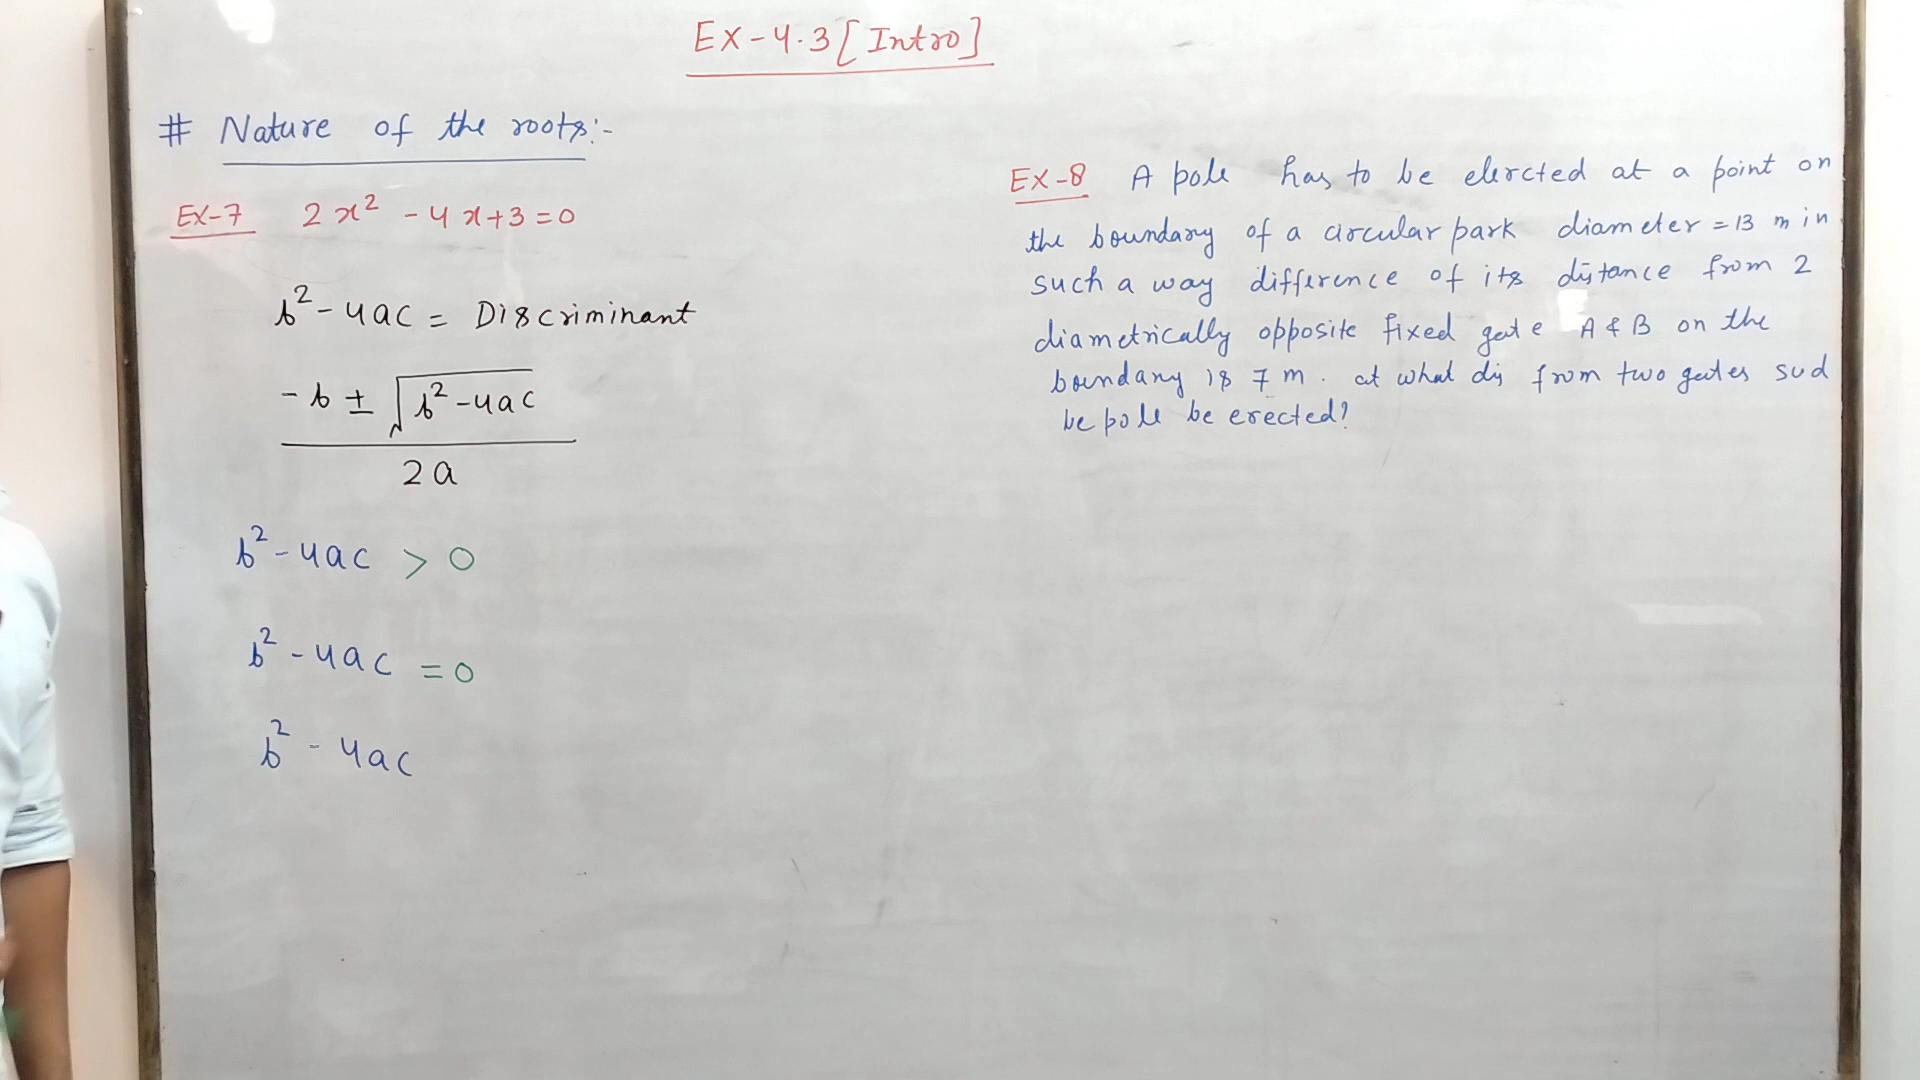 Ex-4.3 [Intro]
# Nature of the roots:-
Ex-7 2x² - 4x+3=0
b²-4ac = Discriminant
-b ± √b²-4ac
2a
b²-4ac > 0
b²-4ac = 0
b² - 4ac
Ex-8 A pole has to be elercted at a point on
the boundary of a circular park diameter = 13 m in
such a way difference of its distance from 2
diametrically opposite fixed gate A & B on the
boundary is 7 m. at what dis from two gates sud
be pole be erected?